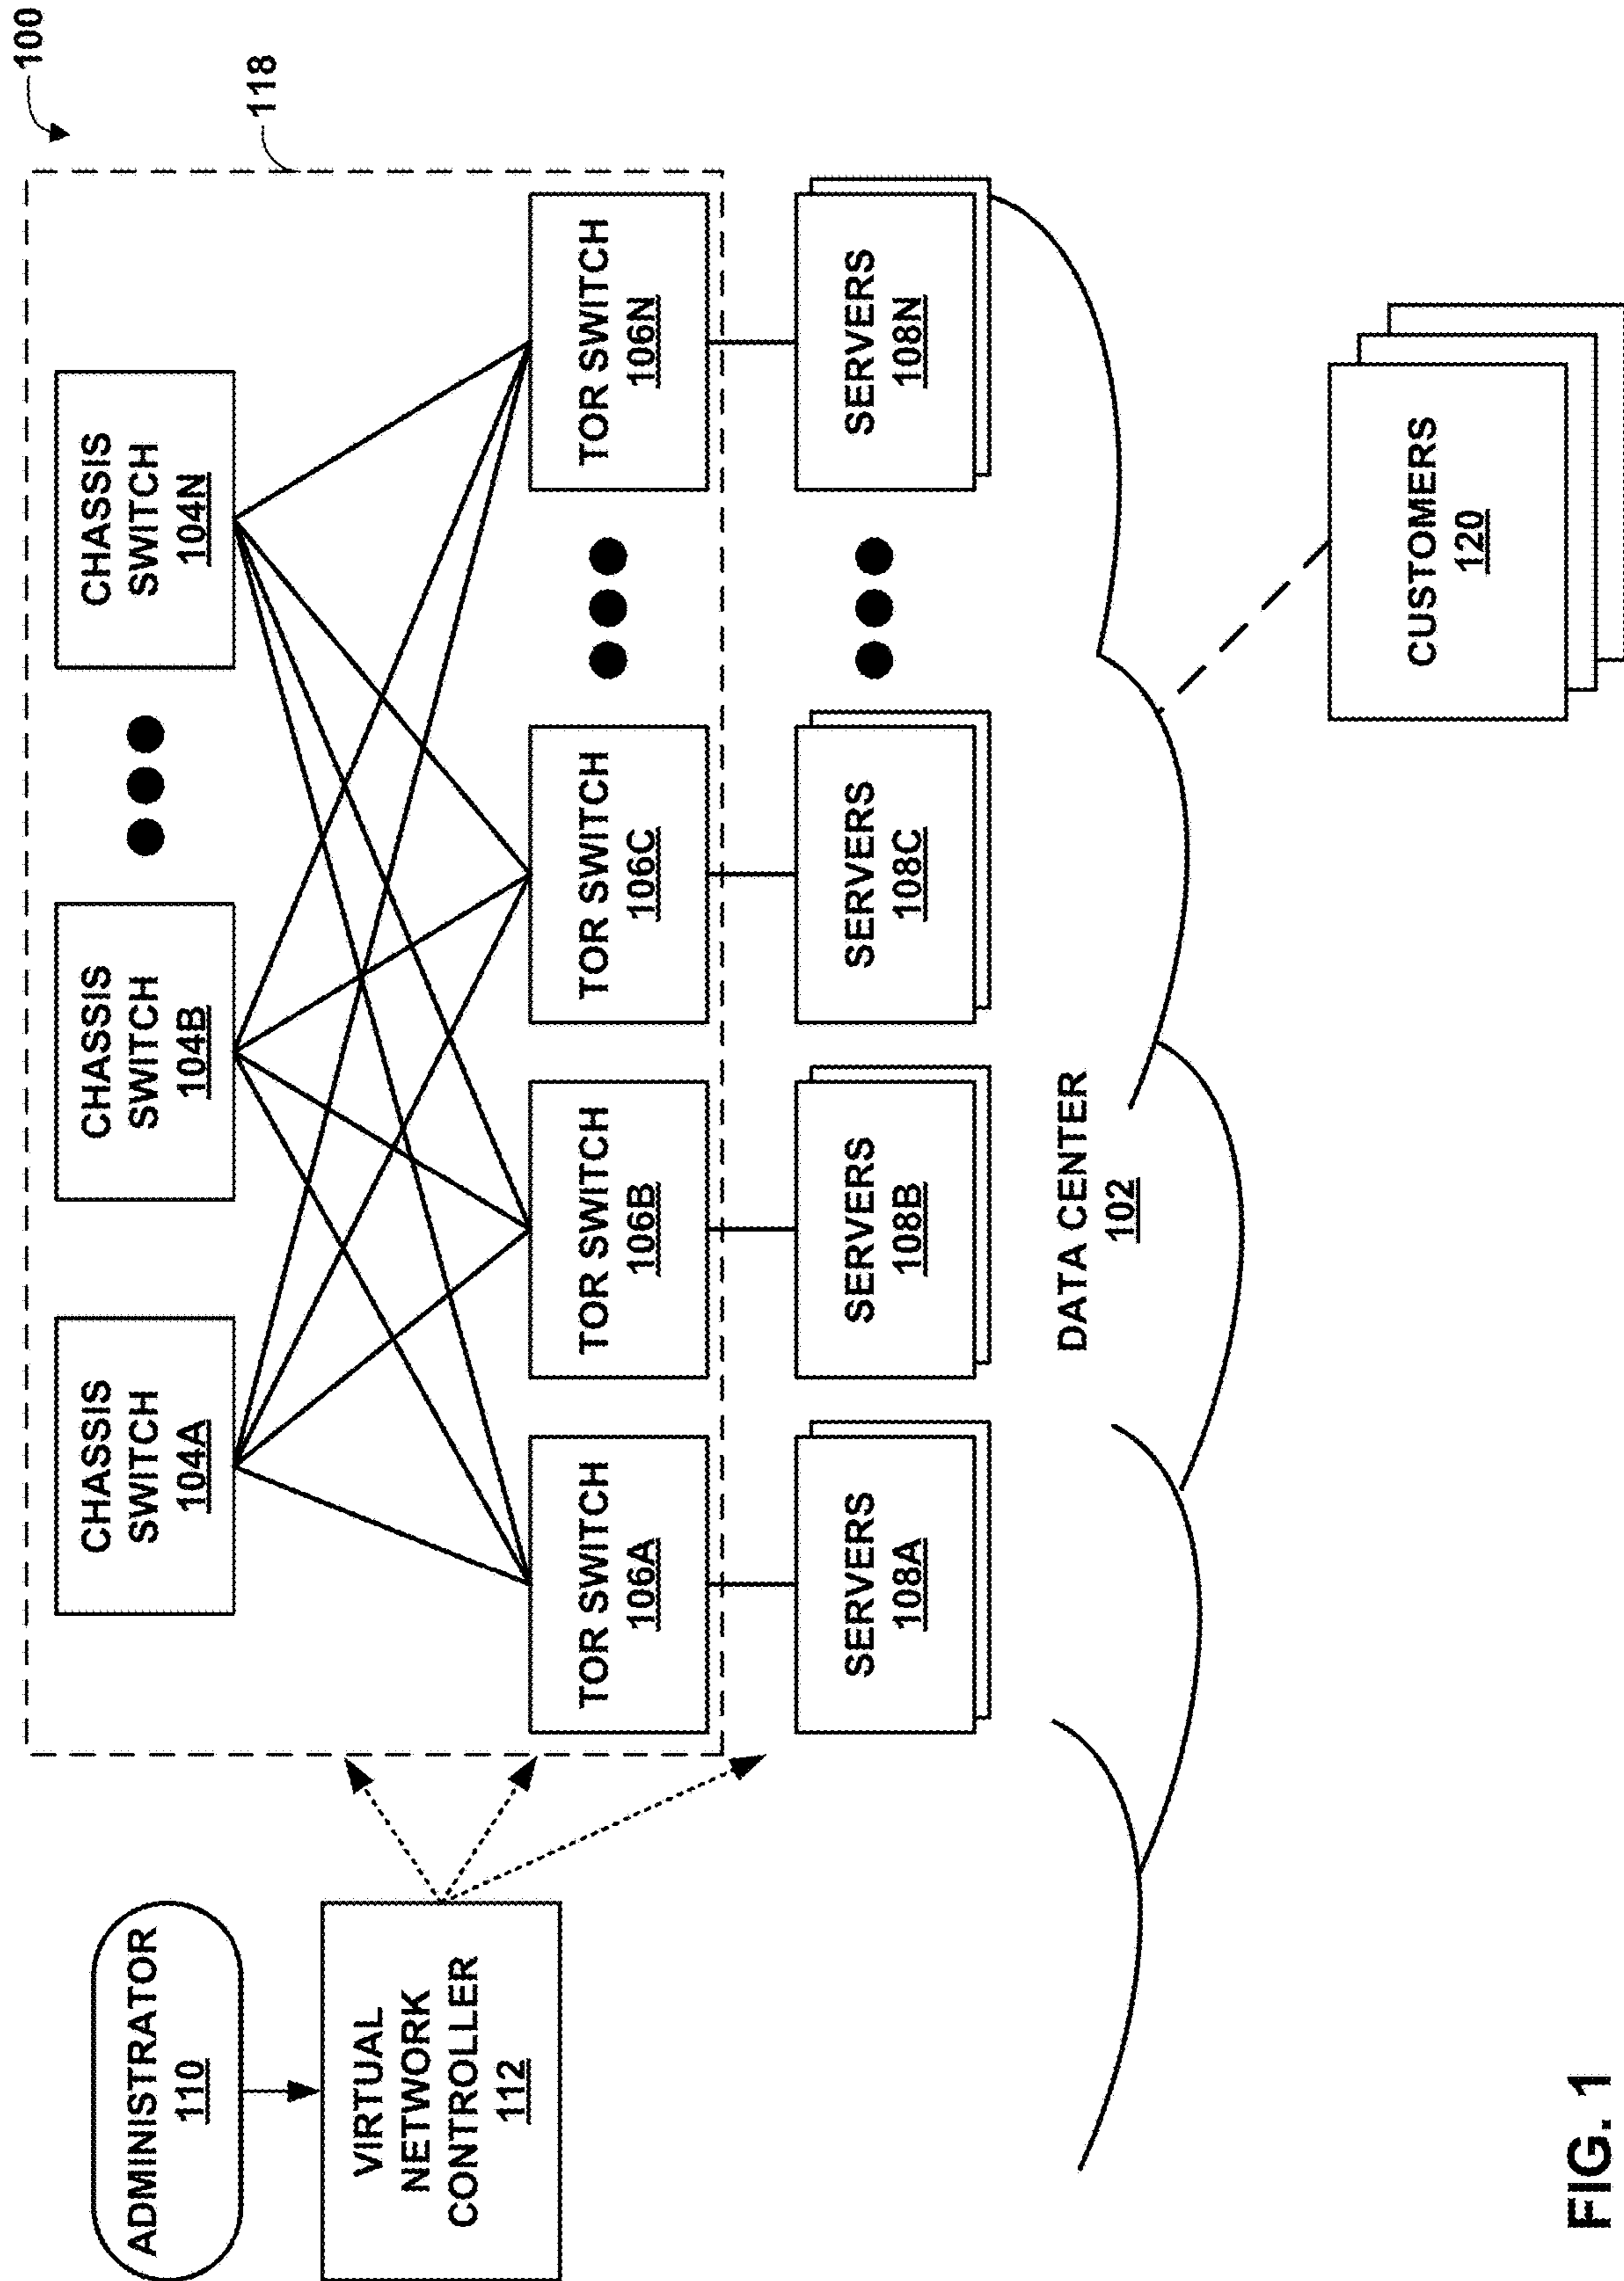 100
118
CHASSIS
SWITCH
104A
CHASSIS
SWITCH
104B
CHASSIS
SWITCH
104N
ADMINISTRATOR
110
VIRTUAL
NETWORK
CONTROLLER
112
TOR SWITCH
106A
TOR SWITCH
106B
TOR SWITCH
106C
TOR SWITCH
106N
SERVERS
108A
SERVERS
108B
SERVERS
108C
SERVERS
108N
DATA CENTER
102
CUSTOMERS
120
FIG. 1